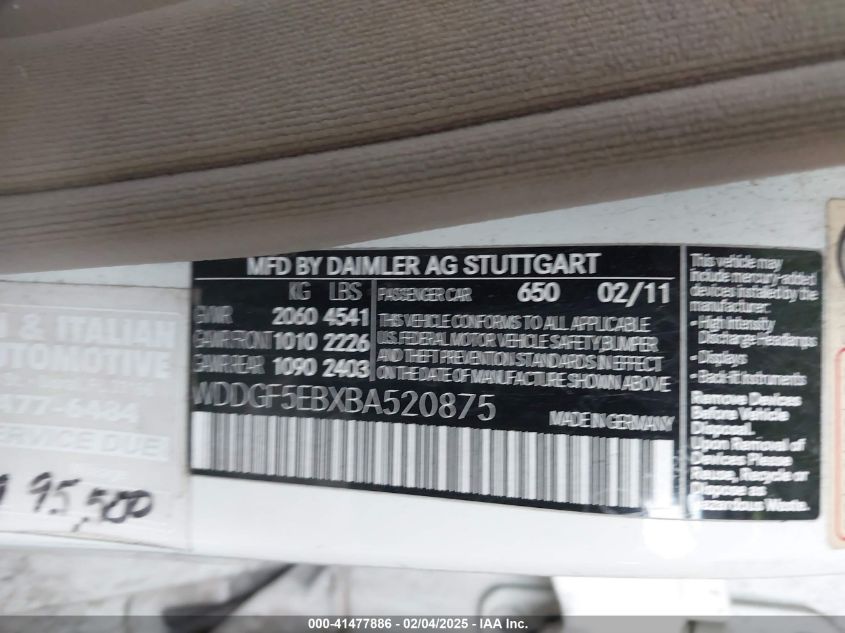 MFD BY DAIMLER AG STUTTGART
KG LBS
GVWR 2060 4541
GAWR FRONT 1010 2226
GAWR REAR 1090 2403
PASSENGER CAR 650 02/11
THIS VEHICLE CONFORMS TO ALL APPLICABLE
U.S. FEDERAL MOTOR VEHICLE SAFETY, BUMPER
AND THEFT PREVENTION STANDARDS IN EFFECT
ON THE DATE OF MANUFACTURE SHOWN ABOVE
WDDGF5EBXBA520875
MADE IN GERMANY
This vehicle may
include mercury-added
devices installed by the
manufacturer:
- High Intensity
Discharge Headlamps
- Displays
- Back-lit Instruments
Remove Devices
Before Vehicle
Disposal.
Upon Removal of
Devices Please
Reuse, Recycle or
Dispose as
Hazardous Waste.
& ITALIAN
AUTOMOTIVE
SERVICE DUE
95,500
000-41477886 | 02/04/2025 - IAA Inc.